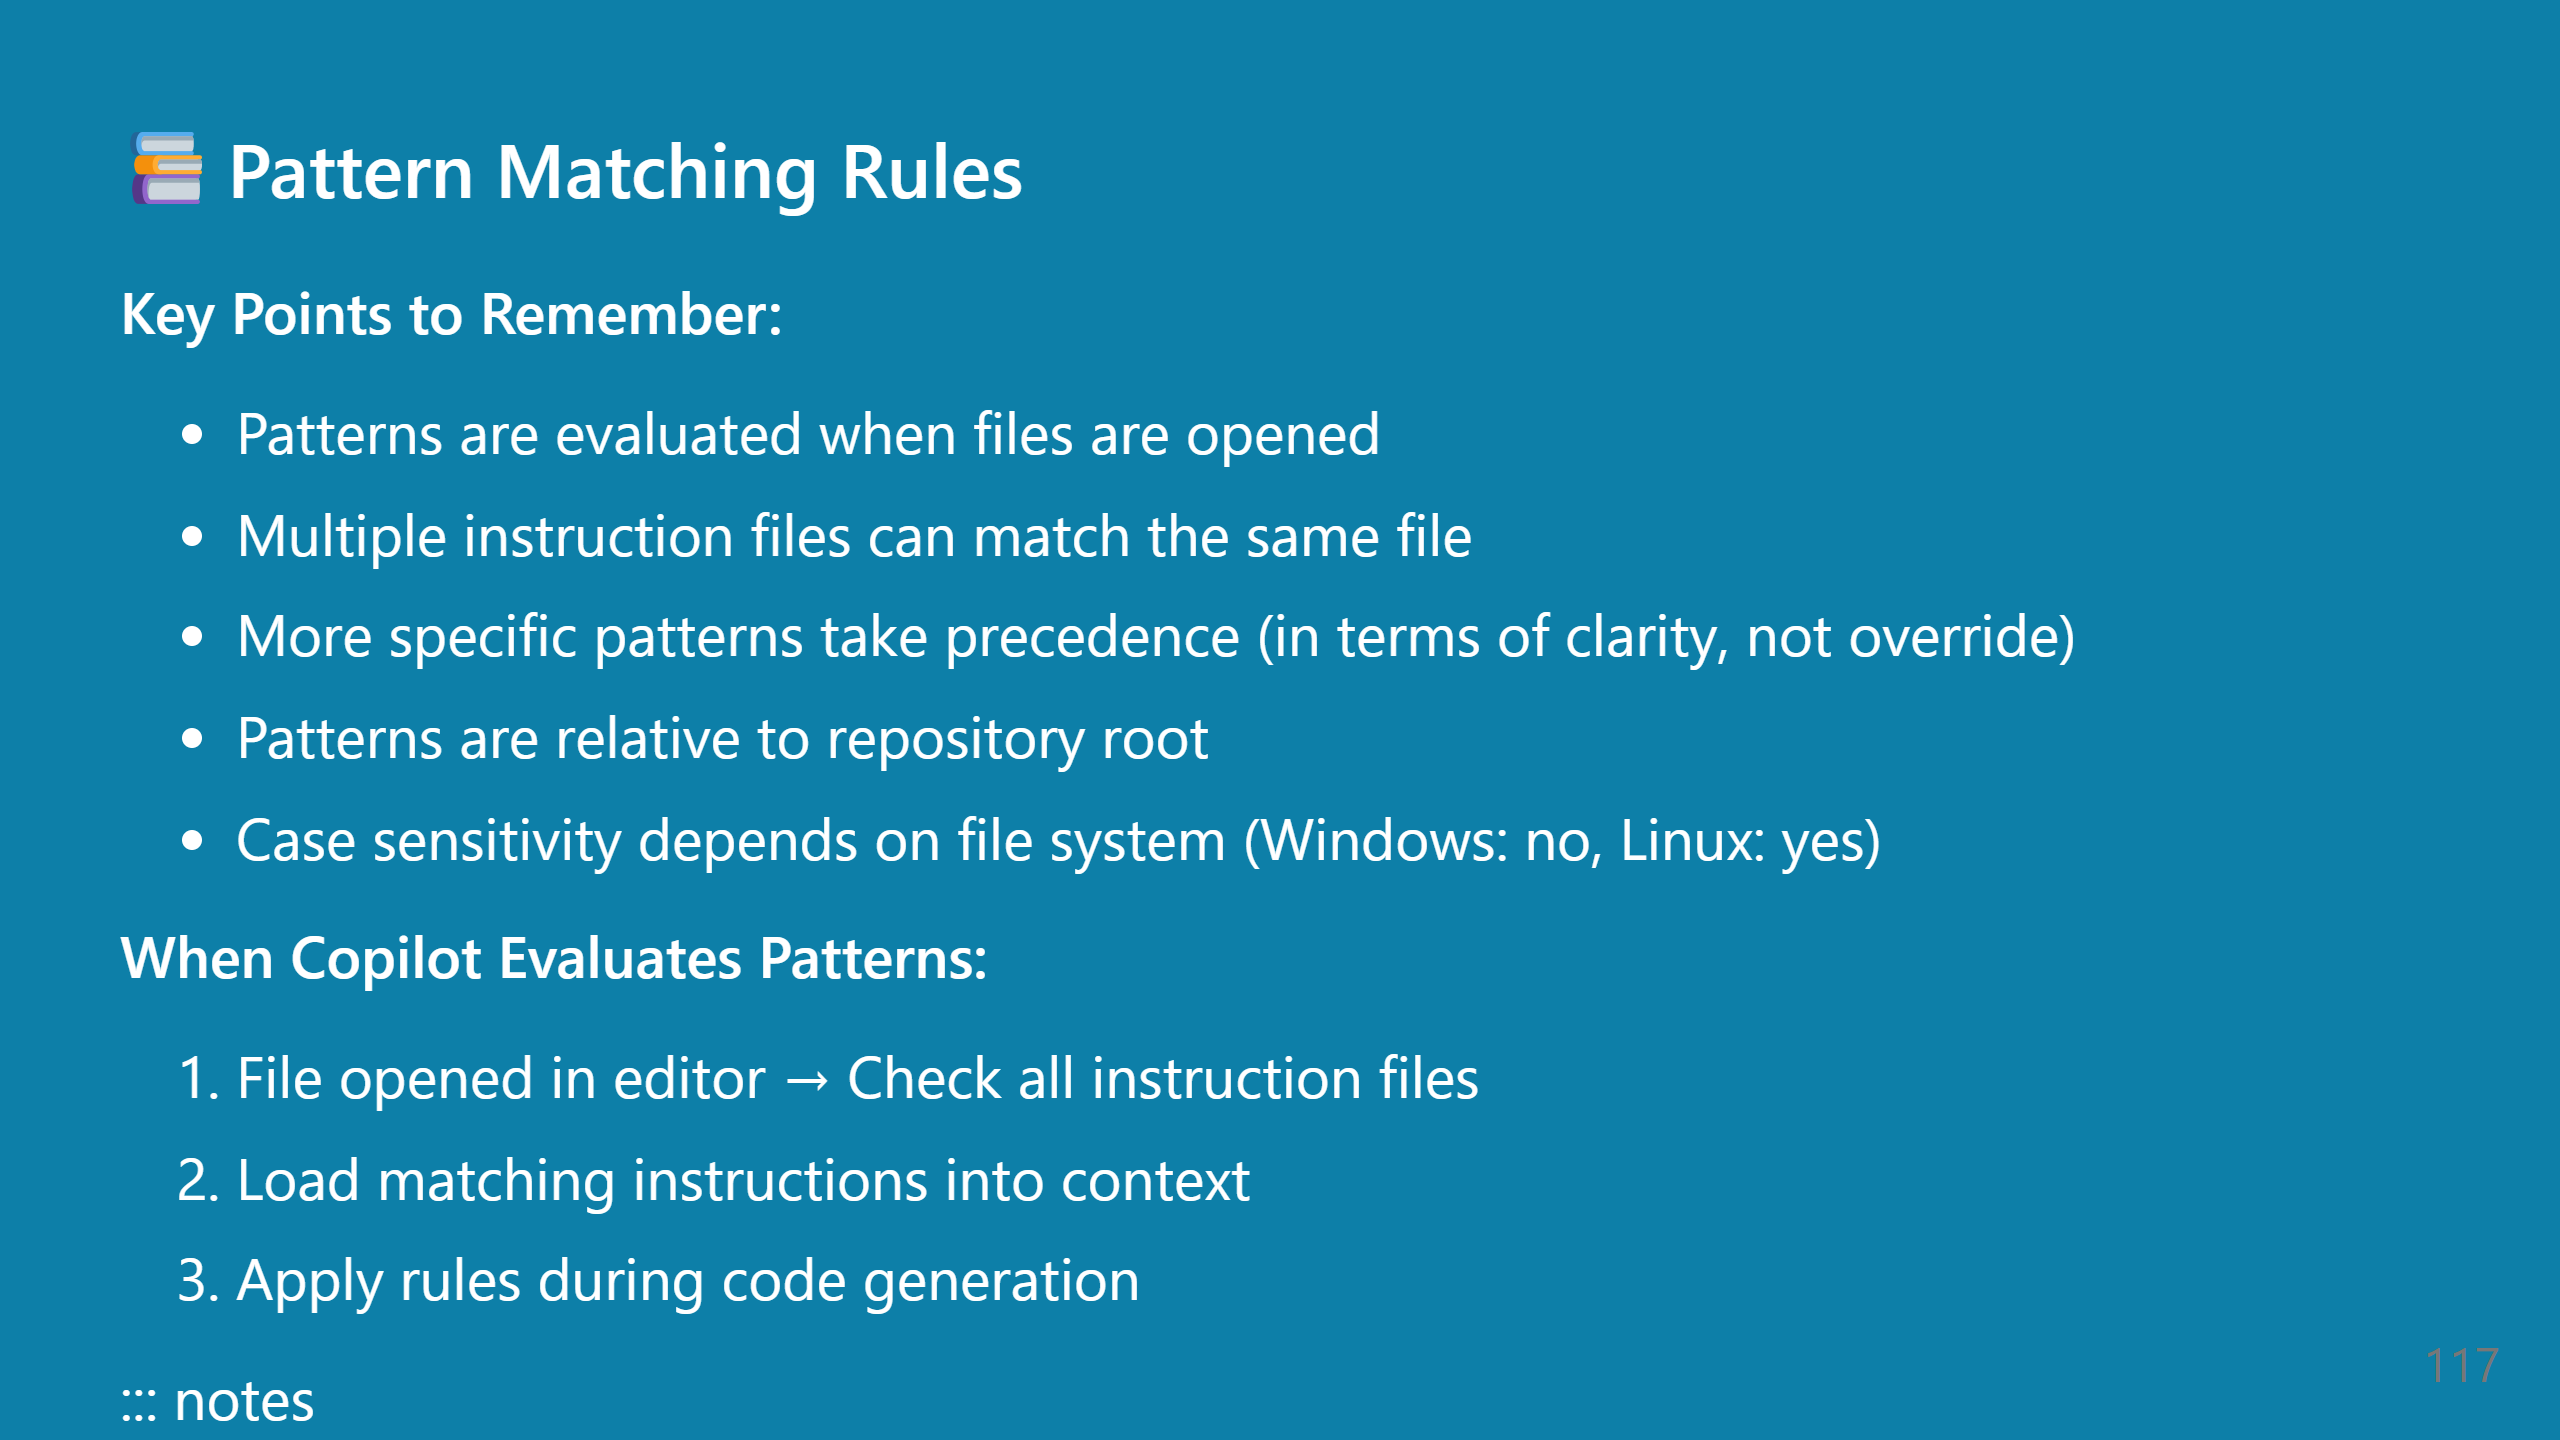 📚 Pattern Matching Rules
Key Points to Remember:
• Patterns are evaluated when files are opened
• Multiple instruction files can match the same file
• More specific patterns take precedence (in terms of clarity, not override)
• Patterns are relative to repository root
• Case sensitivity depends on file system (Windows: no, Linux: yes)
When Copilot Evaluates Patterns:
1. File opened in editor → Check all instruction files
2. Load matching instructions into context
3. Apply rules during code generation
::: notes
117